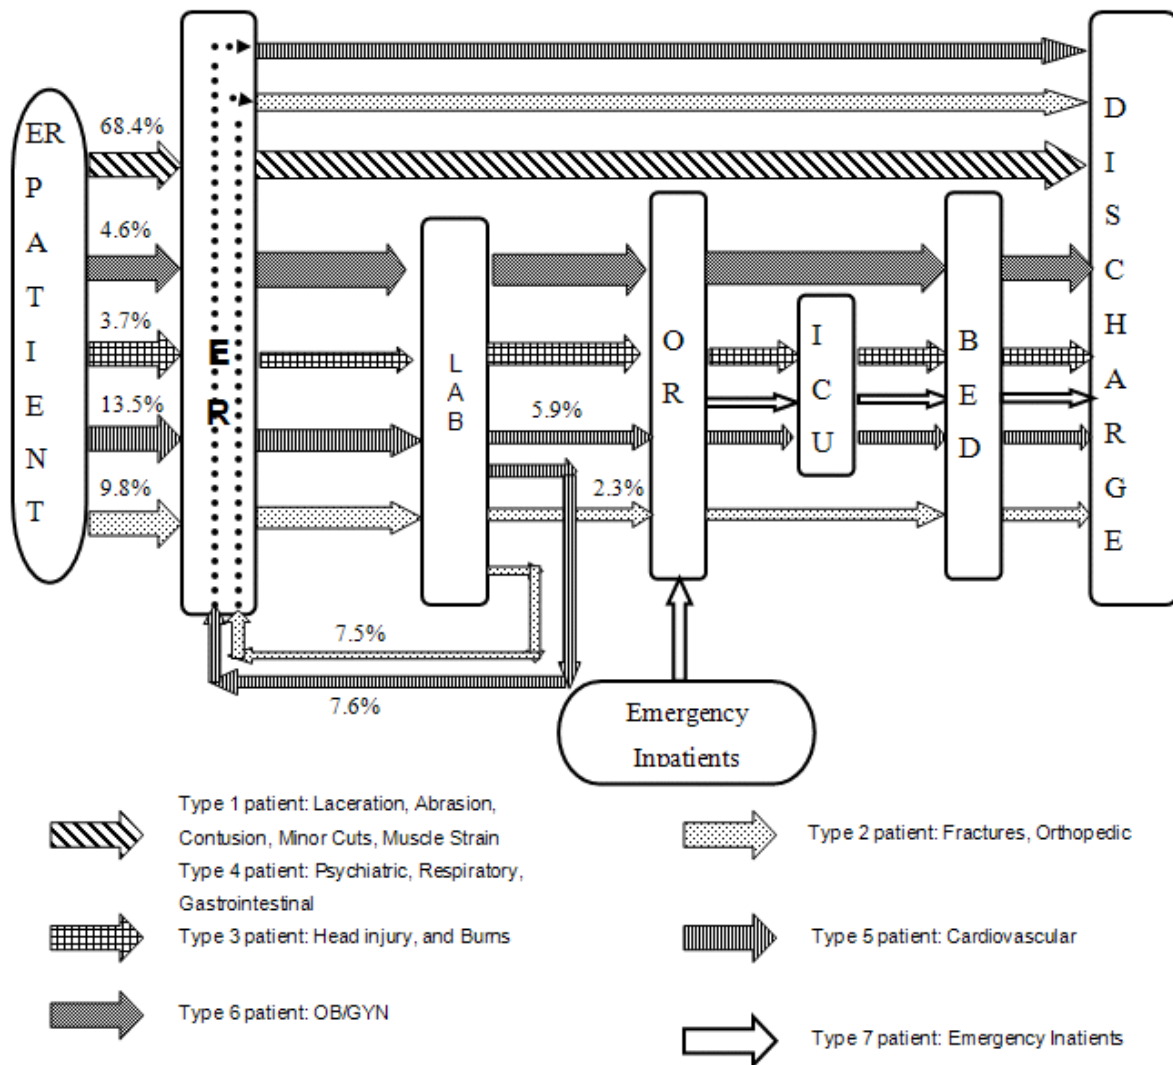 ER
P
A
T
I
E
N
T
68.4%
4.6%
3.7%
13.5%
9.8%
E
R
L
A
B
5.9%
2.3%
7.5%
7.6%
O
R
I
C
U
B
E
D
D
I
S
C
H
A
R
G
E
Emergency
Inpatients
Type 1 patient: Laceration, Abrasion,
Contusion, Minor Cuts, Muscle Strain
Type 4 patient: Psychiatric, Respiratory,
Gastrointestinal
Type 3 patient: Head injury, and Burns
Type 6 patient: OB/GYN
Type 2 patient: Fractures, Orthopedic
Type 5 patient: Cardiovascular
Type 7 patient: Emergency Inatients